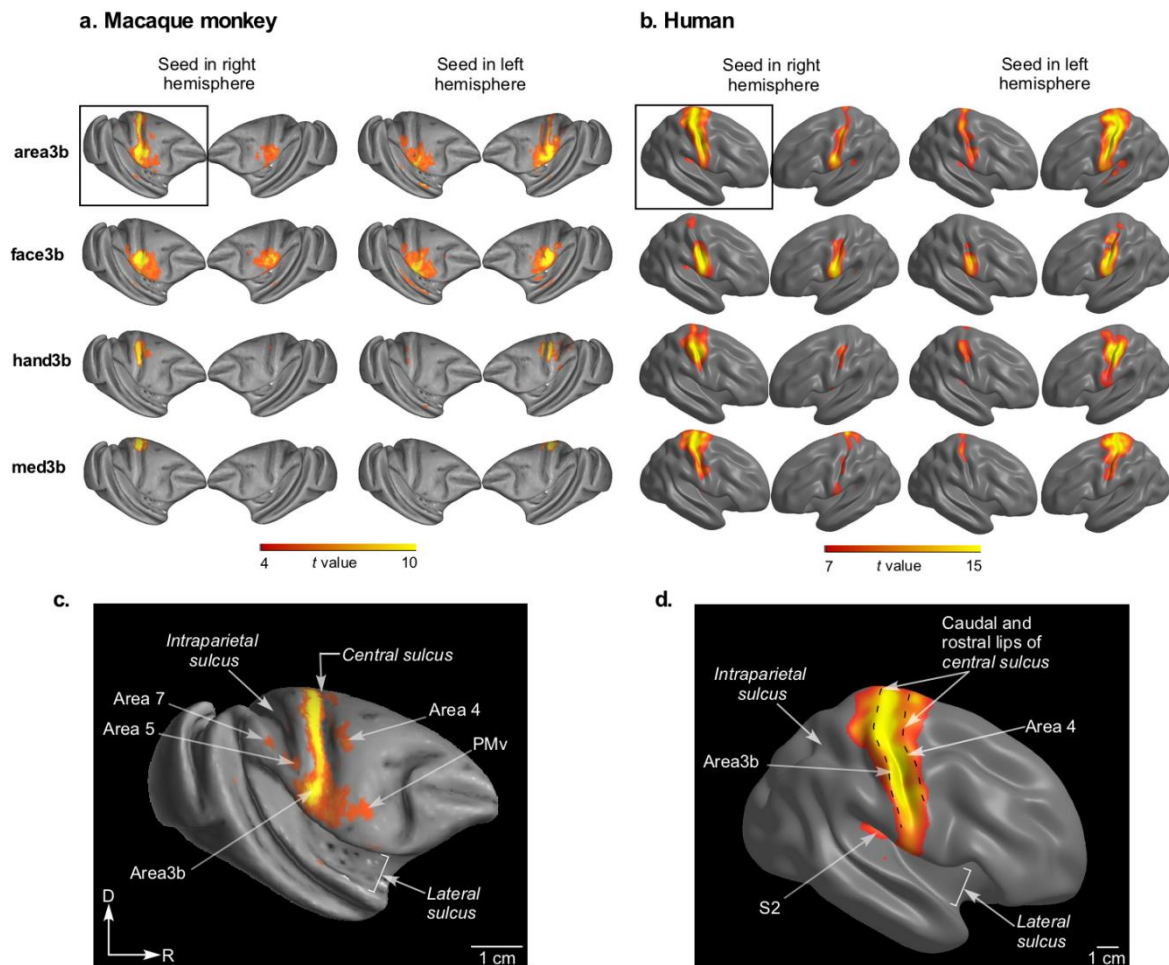 a. Macaque monkey
b. Human
Seed in right
hemisphere
Seed in left
hemisphere
Seed in right
hemisphere
Seed in left
hemisphere
area3b
face3b
hand3b
med3b
4 t value 10
7 t value 15
c.
Intraparietal
sulcus
Central sulcus
Area 7
Area 5
Area 4
PMv
Area3b
Lateral
sulcus
D
R
1 cm
d.
Caudal and
rostral lips of
central sulcus
Intraparietal
sulcus
Area 4
Area3b
S2
Lateral
sulcus
1 cm